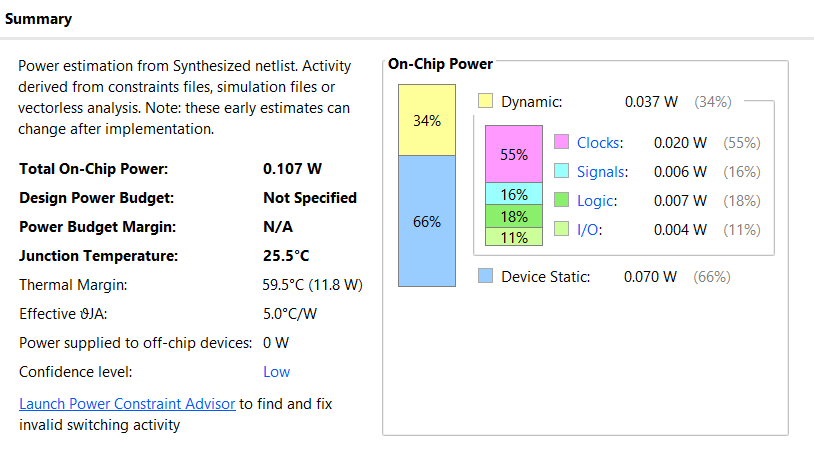 Summary
Power estimation from Synthesized netlist. Activity
derived from constraints files, simulation files or
vectorless analysis. Note: these early estimates can
change after implementation.
Total On-Chip Power: 0.107 W
Design Power Budget: Not Specified
Power Budget Margin: N/A
Junction Temperature: 25.5°C
Thermal Margin: 59.5°C (11.8 W)
Effective ϑJA: 5.0°C/W
Power supplied to off-chip devices: 0 W
Confidence level: Low
Launch Power Constraint Advisor to find and fix
invalid switching activity
On-Chip Power
34%
66%
Dynamic: 0.037 W (34%)
55%
16%
18%
11%
Clocks: 0.020 W (55%)
Signals: 0.006 W (16%)
Logic: 0.007 W (18%)
I/O: 0.004 W (11%)
Device Static: 0.070 W (66%)